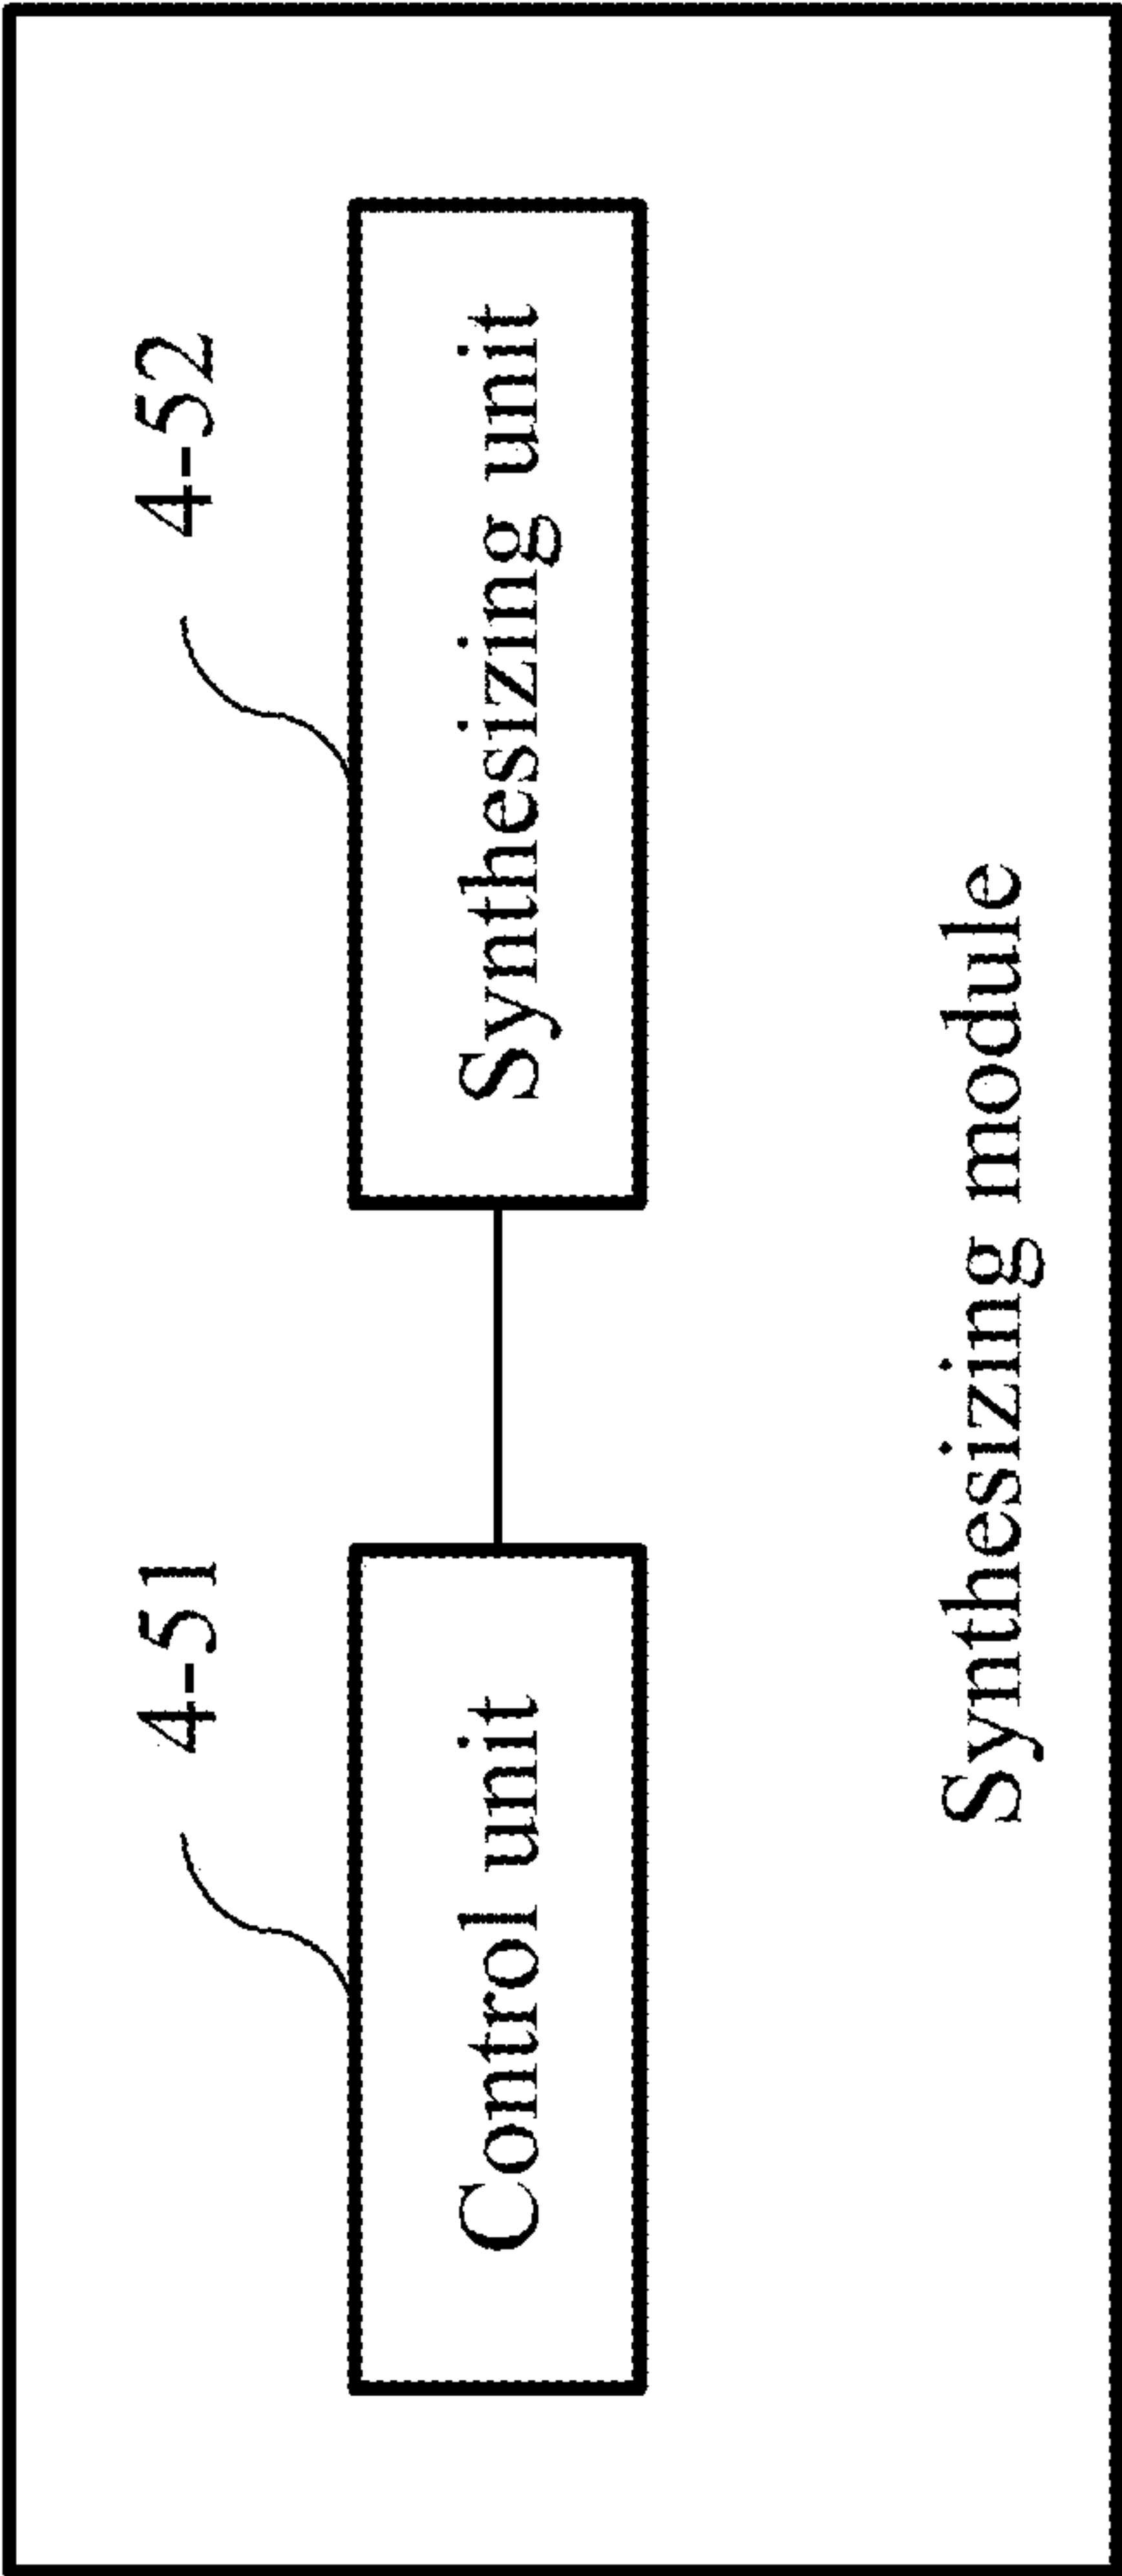 4-51
4-52
Control unit
Synthesizing unit
Synthesizing module